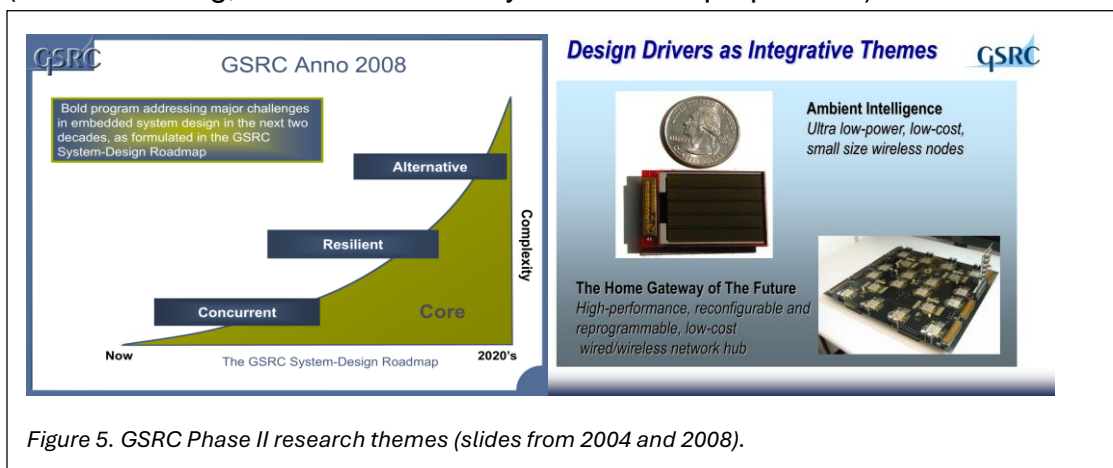 GSRC
GSRC Anno 2008
Bold program addressing major challenges
in embedded system design in the next two
decades, as formulated in the GSRC
System-Design Roadmap
Alternative
Resilient
Concurrent
Core
Complexity
Now
The GSRC System-Design Roadmap
2020's
Design Drivers as Integrative Themes
GSRC
Ambient Intelligence
Ultra low-power, low-cost,
small size wireless nodes
The Home Gateway of The Future
High-performance, reconfigurable and
reprogrammable, low-cost
wired/wireless network hub
Figure 5. GSRC Phase II research themes (slides from 2004 and 2008).